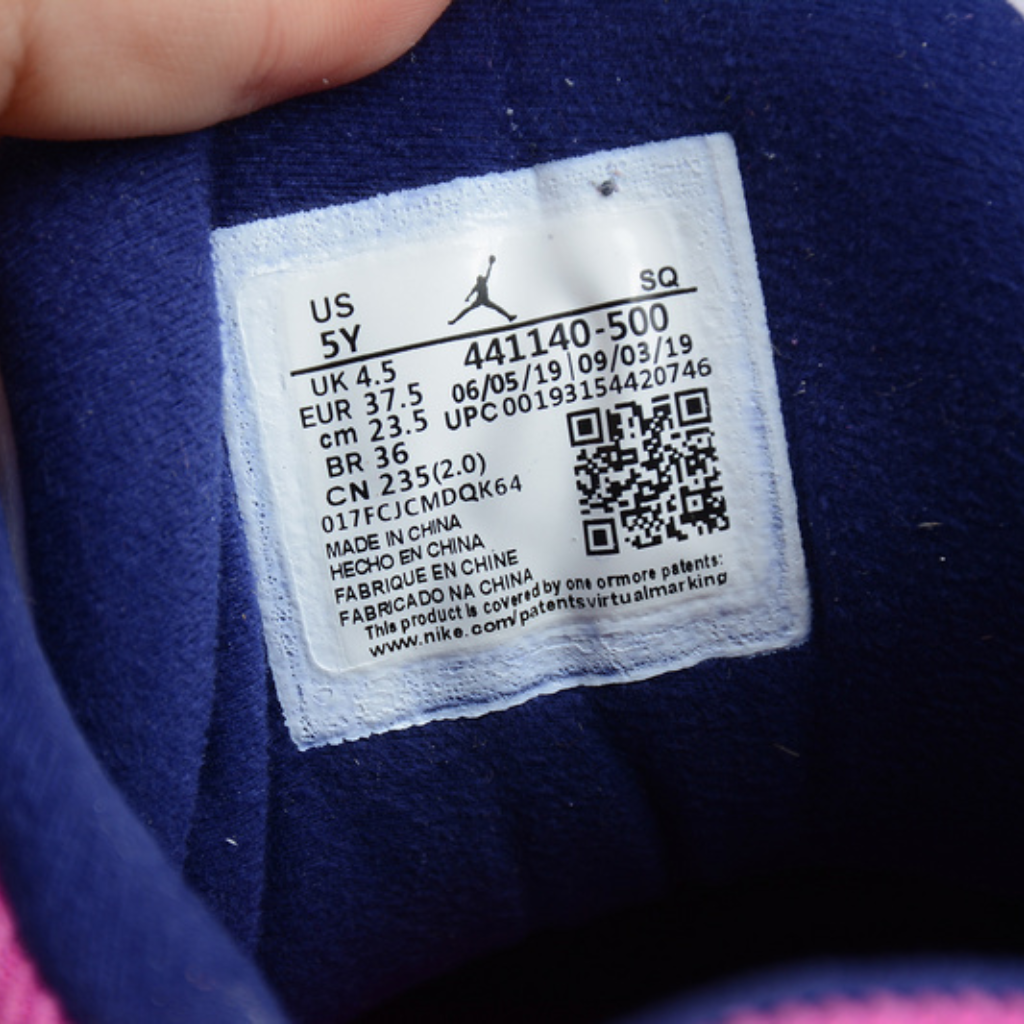 US
5Y
SQ
UK 4.5
EUR 37.5
cm 23.5
BR 36
CN 235(2.0)
441140-500
06/05/19|09/03/19
UPC 00193154420746
017FCJCMDQK64
MADE IN CHINA
HECHO EN CHINA
FABRIQUE EN CHINE
FABRICADO NA CHINA
This product is covered by one ormore patents:
www.nike.com/patentsvirtualmarking